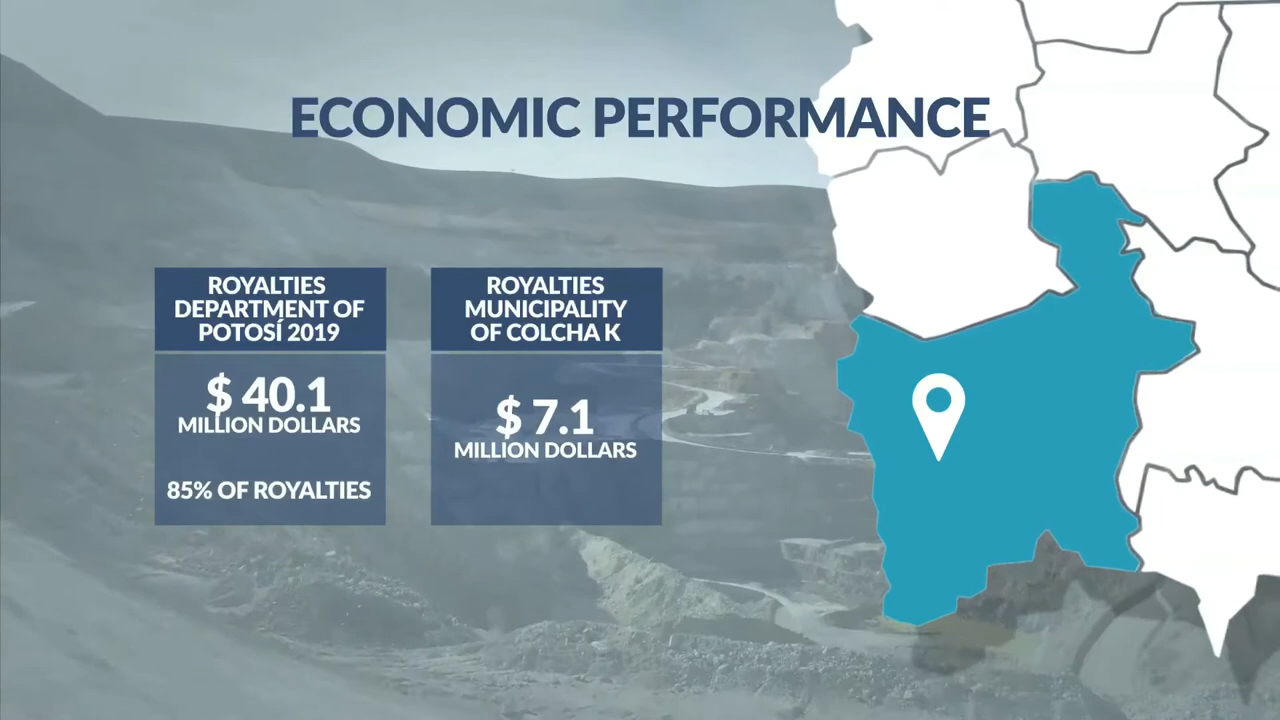 ECONOMIC PERFORMANCE
ROYALTIES
DEPARTMENT OF
POTOSÍ 2019
$ 40.1
MILLION DOLLARS
85% OF ROYALTIES
ROYALTIES
MUNICIPALITY
OF COLCHA K
$ 7.1
MILLION DOLLARS